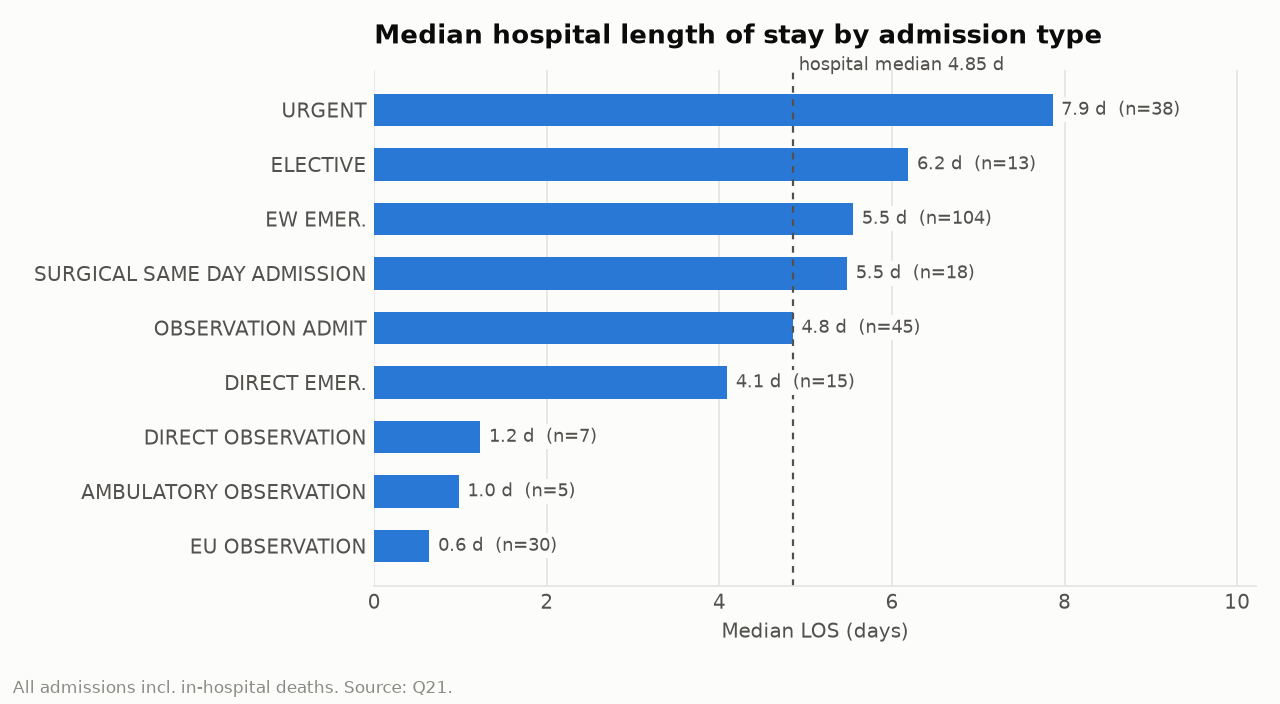 Median hospital length of stay by admission type
hospital median 4.85 d
URGENT 7.9 d (n=38)
ELECTIVE 6.2 d (n=13)
EW EMER. 5.5 d (n=104)
SURGICAL SAME DAY ADMISSION 5.5 d (n=18)
OBSERVATION ADMIT 4.8 d (n=45)
DIRECT EMER. 4.1 d (n=15)
DIRECT OBSERVATION 1.2 d (n=7)
AMBULATORY OBSERVATION 1.0 d (n=5)
EU OBSERVATION 0.6 d (n=30)
0 2 4 6 8 10
Median LOS (days)
All admissions incl. in-hospital deaths. Source: Q21.